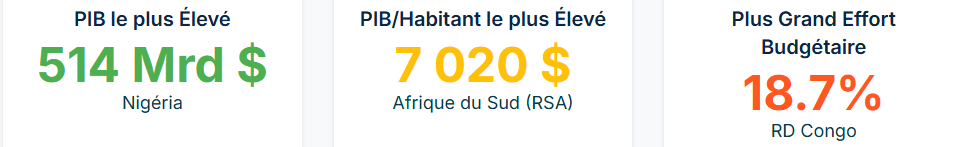 PIB le plus Élevé
514 Mrd $
Nigéria
PIB/Habitant le plus Élevé
7 020 $
Afrique du Sud (RSA)
Plus Grand Effort
Budgétaire
18.7%
RD Congo